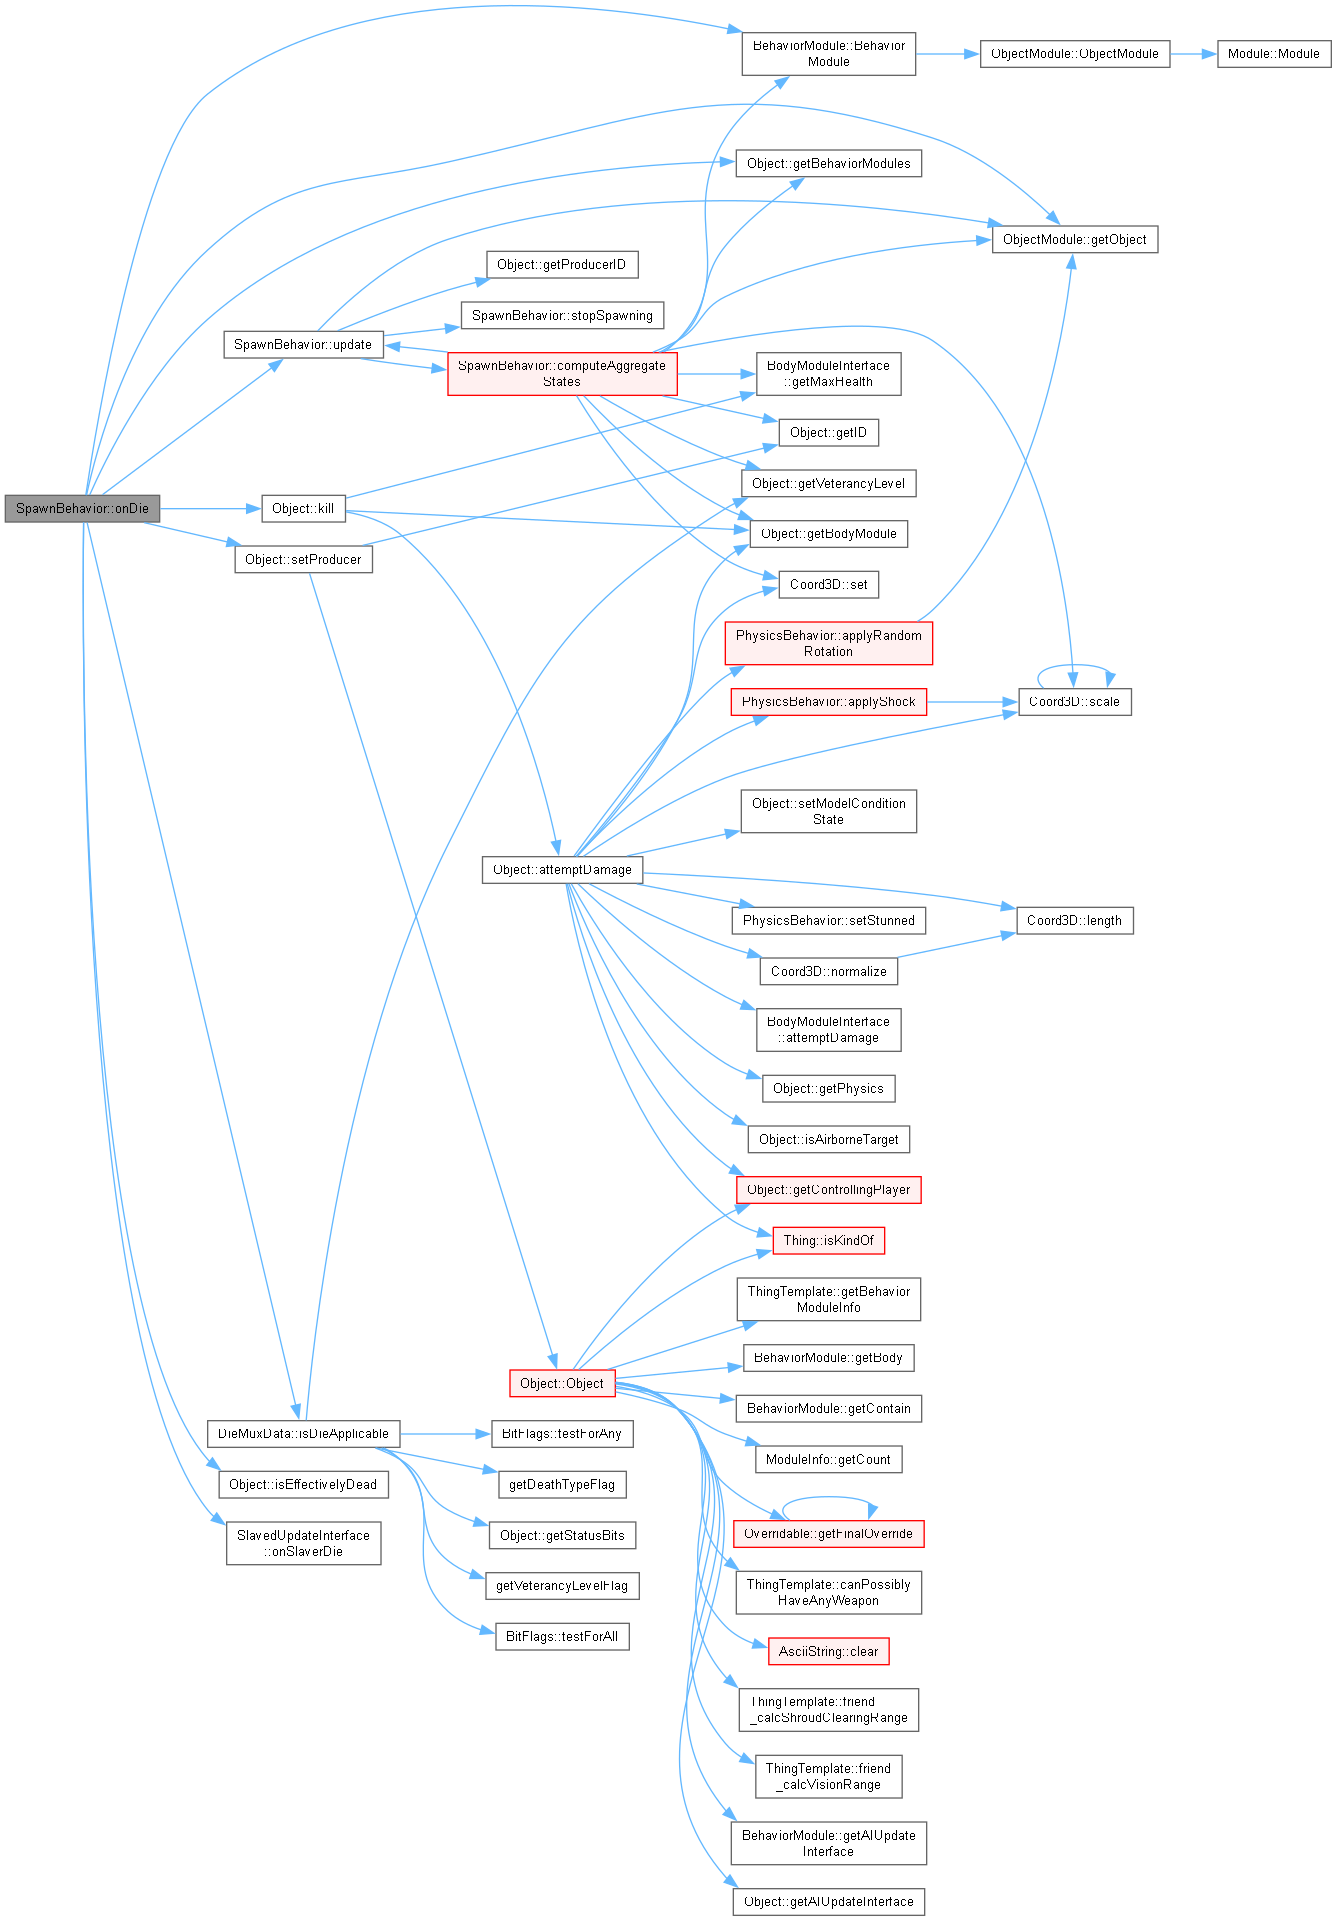 BehaviorModule::Behavior
Module
ObjectModule::ObjectModule
Module::Module
Object::getBehaviorModules
ObjectModule::getObject
Object::getProducerID
SpawnBehavior::stopSpawning
SpawnBehavior::update
SpawnBehavior::computeAggregate
States
BodyModuleInterface
::getMaxHealth
Object::getID
Object::getVeterancyLevel
SpawnBehavior::onDie
Object::kill
Object::getBodyModule
Object::setProducer
Coord3D::set
PhysicsBehavior::applyRandom
Rotation
PhysicsBehavior::applyShock
Coord3D::scale
Object::setModelCondition
State
Object::attemptDamage
PhysicsBehavior::setStunned
Coord3D::length
Coord3D::normalize
BodyModuleInterface
::attemptDamage
Object::getPhysics
Object::isAirborneTarget
Object::getControllingPlayer
Thing::isKindOf
ThingTemplate::getBehavior
ModuleInfo
BehaviorModule::getBody
Object::Object
BehaviorModule::getContain
DieMuxData::isDieApplicable
BitFlags::testForAny
ModuleInfo::getCount
Object::isEffectivelyDead
getDeathTypeFlag
SlavedUpdateInterface
::onSlaverDie
Object::getStatusBits
Overridable::getFinalOverride
getVeterancyLevelFlag
ThingTemplate::canPossibly
HaveAnyWeapon
BitFlags::testForAll
AsciiString::clear
ThingTemplate::friend
_calcShroudClearingRange
ThingTemplate::friend
_calcVisionRange
BehaviorModule::getAIUpdate
Interface
Object::getAIUpdateInterface